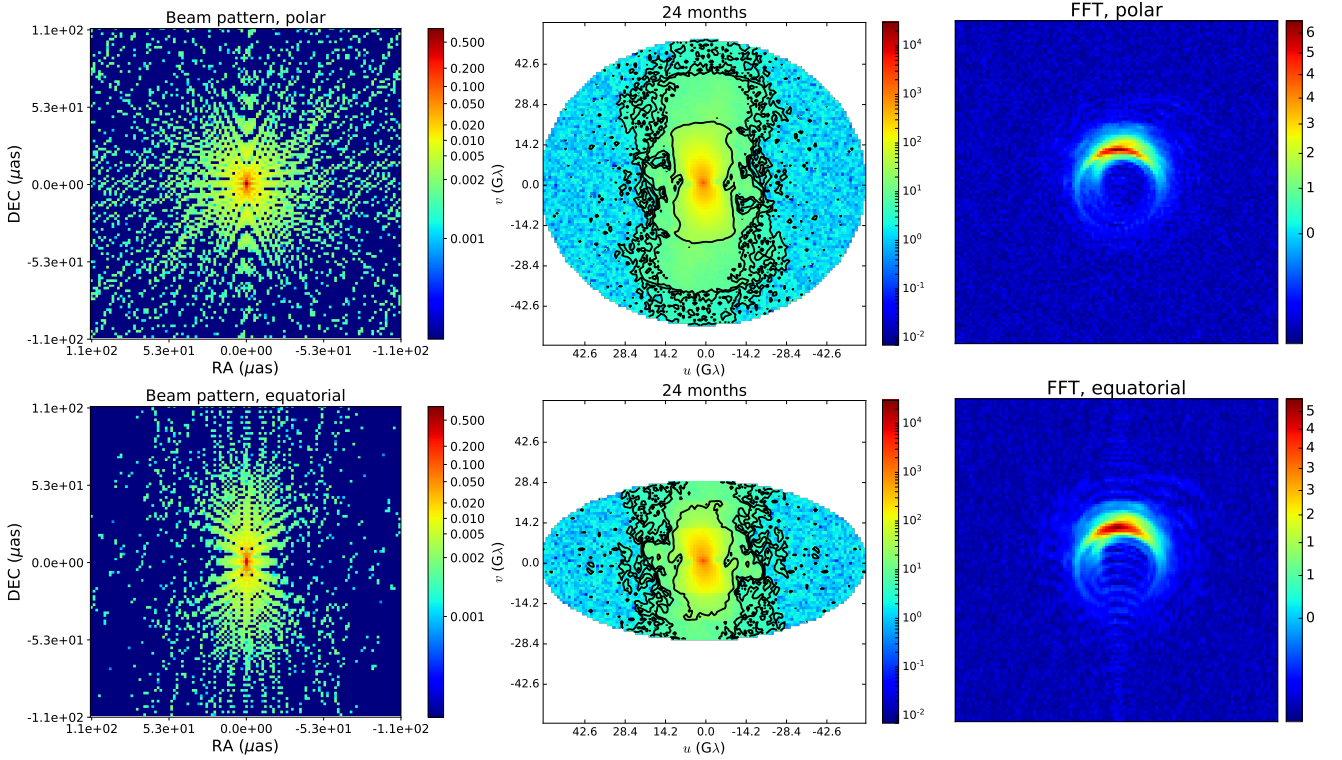 Beam pattern, polar
1.1e+02
5.3e+01
0.0e+00
-5.3e+01
-1.1e+02
DEC (μas)
1.1e+02 5.3e+01 0.0e+00 -5.3e+01 -1.1e+02
RA (μas)
0.500
0.200
0.100
0.050
0.020
0.010
0.005
0.002
0.001
24 months
42.6
28.4
14.2
0.0
-14.2
-28.4
-42.6
v (Gλ)
42.6 28.4 14.2 0.0 -14.2 -28.4 -42.6
u (Gλ)
10^4
10^3
10^2
10^1
10^0
10^-1
10^-2
FFT, polar
6
5
4
3
2
1
0
Beam pattern, equatorial
1.1e+02
5.3e+01
0.0e+00
-5.3e+01
-1.1e+02
DEC (μas)
1.1e+02 5.3e+01 0.0e+00 -5.3e+01 -1.1e+02
RA (μas)
0.500
0.200
0.100
0.050
0.020
0.010
0.005
0.002
0.001
24 months
42.6
28.4
14.2
0.0
-14.2
-28.4
-42.6
v (Gλ)
42.6 28.4 14.2 0.0 -14.2 -28.4 -42.6
u (Gλ)
10^4
10^3
10^2
10^1
10^0
10^-1
10^-2
FFT, equatorial
5
4
4
3
2
1
1
0